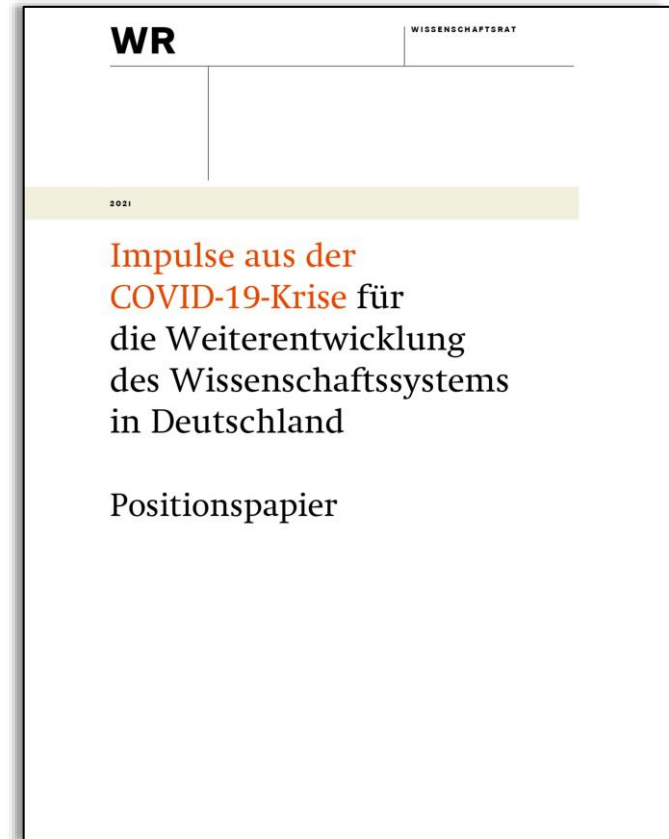 WR
WISSENSCHAFTSRAT
2021
Impulse aus der
COVID-19-Krise für
die Weiterentwicklung
des Wissenschaftssystems
in Deutschland
Positionspapier